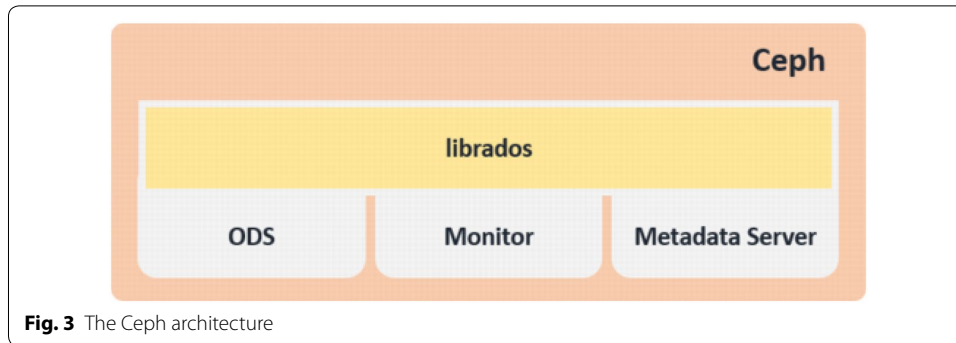 Ceph
librados
ODS Monitor Metadata Server
Fig. 3 The Ceph architecture